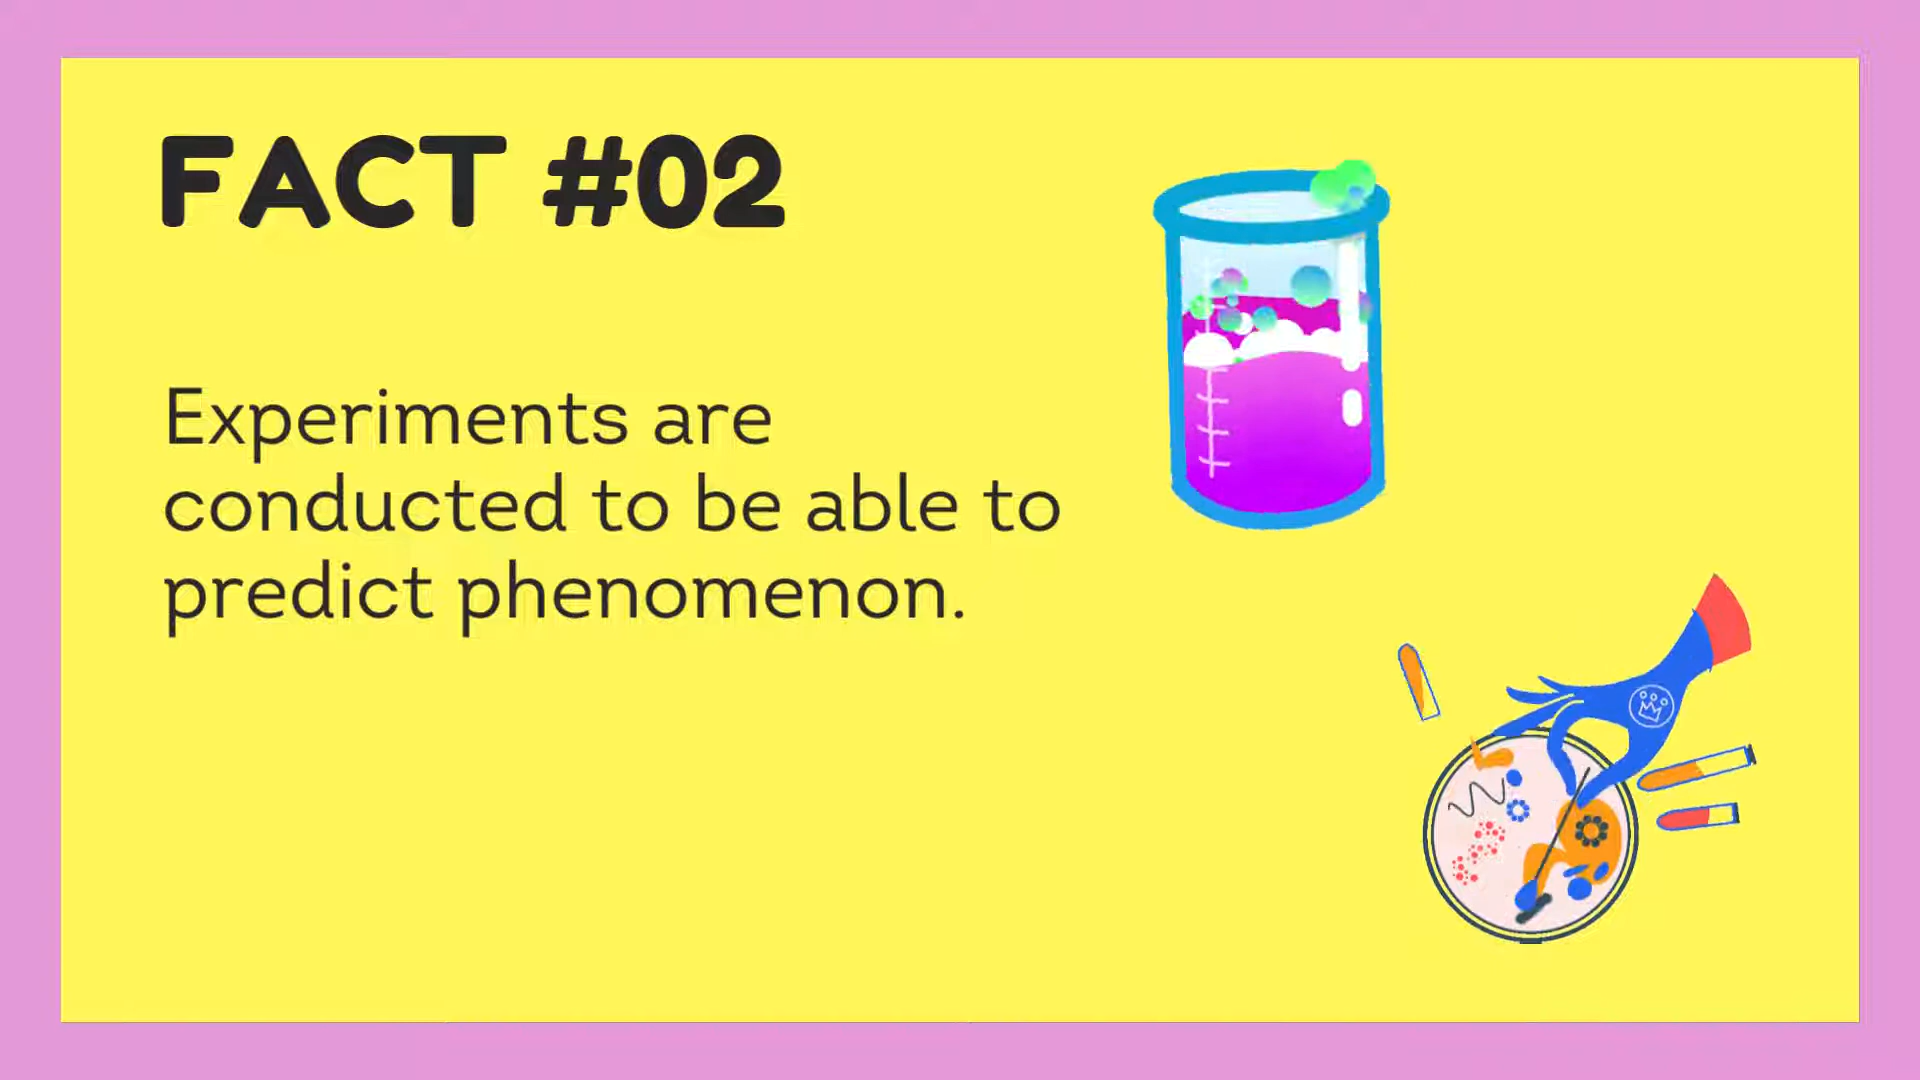 FACT #02
Experiments are
conducted to be able to
predict phenomenon.